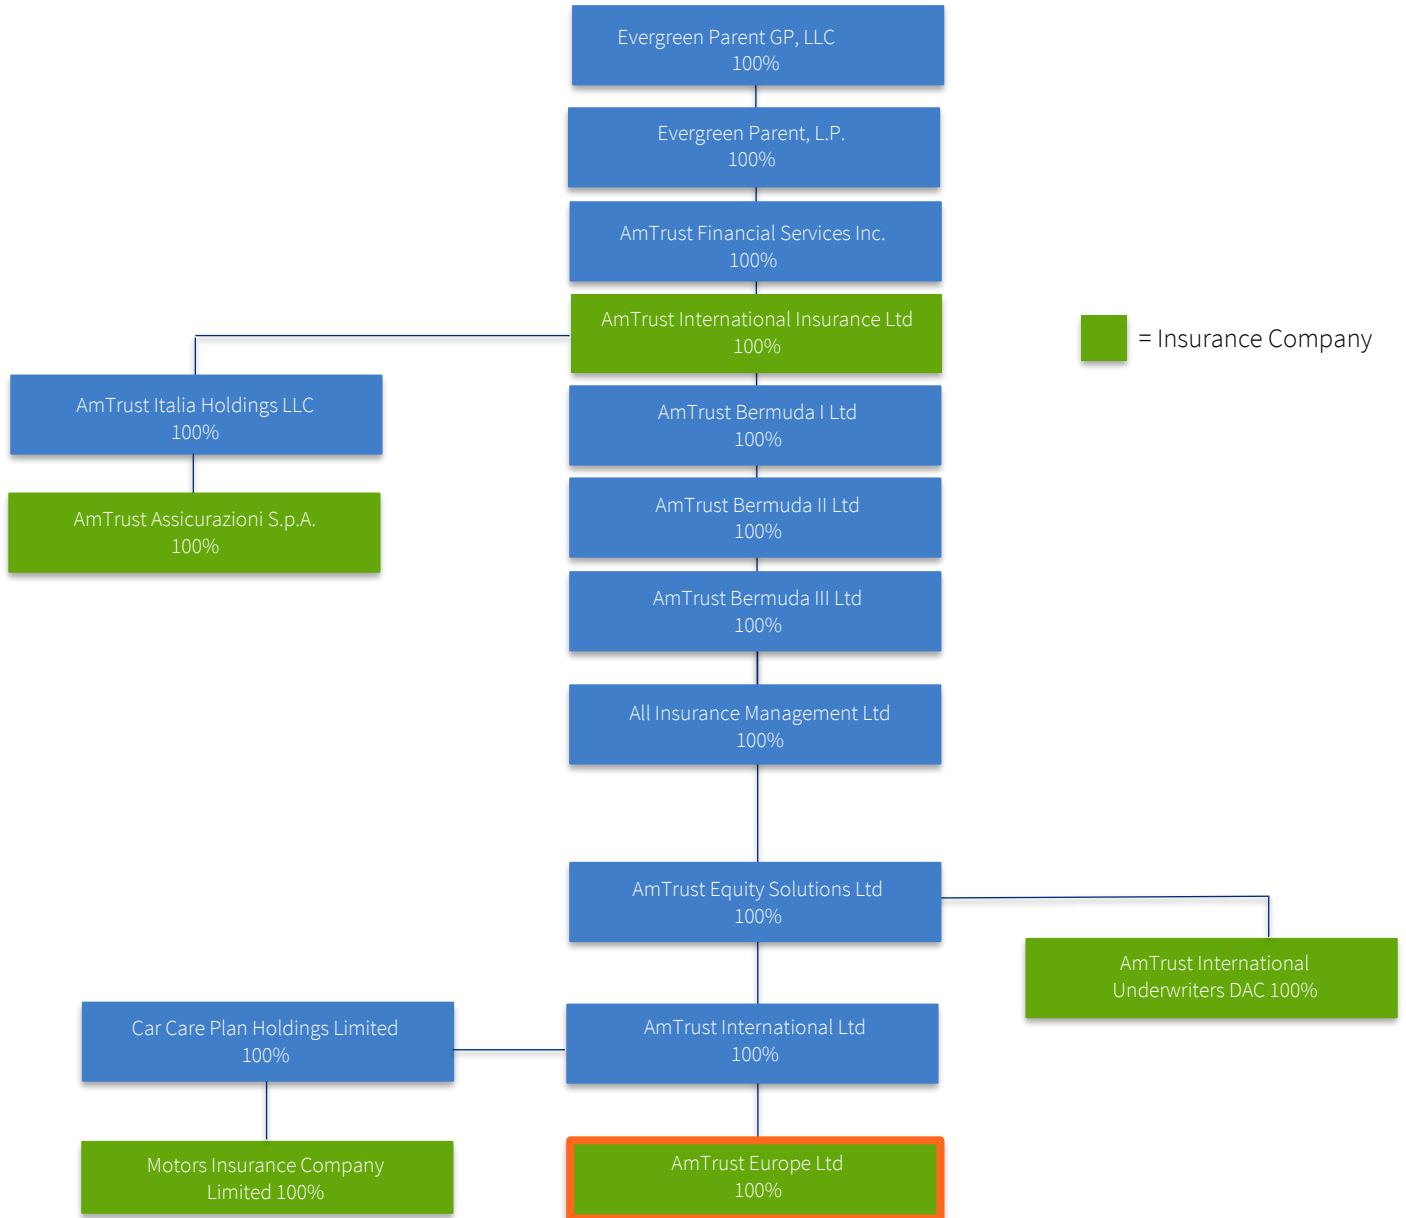 Evergreen Parent GP, LLC
100%
Evergreen Parent, L.P.
100%
AmTrust Financial Services Inc.
100%
AmTrust International Insurance Ltd
100%
= Insurance Company
AmTrust Italia Holdings LLC
100%
AmTrust Assicurazioni S.p.A.
100%
AmTrust Bermuda I Ltd
100%
AmTrust Bermuda II Ltd
100%
AmTrust Bermuda III Ltd
100%
All Insurance Management Ltd
100%
AmTrust Equity Solutions Ltd
100%
AmTrust International
Underwriters DAC 100%
Car Care Plan Holdings Limited
100%
AmTrust International Ltd
100%
Motors Insurance Company
Limited 100%
AmTrust Europe Ltd
100%